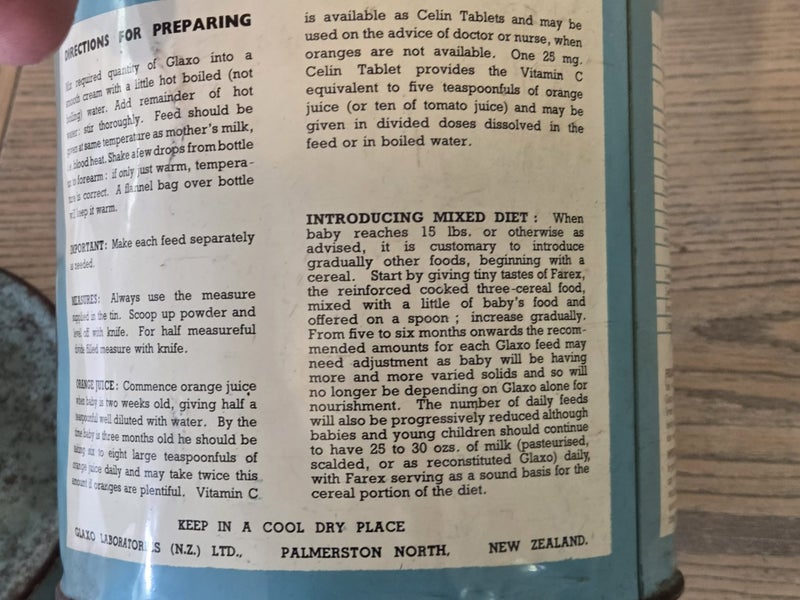 DIRECTIONS FOR PREPARING
Mix required quantity of Glaxo into a
smooth cream with a little hot boiled (not
boiling) water. Add remainder of hot
water: stir thoroughly. Feed should be
given at same temperature as mother's milk,
i.e. blood heat. Shake a few drops from bottle
on to forearm: if only just warm, tempera-
ture is correct. A flannel bag over bottle
will keep it warm.
IMPORTANT: Make each feed separately
as needed.
MEASURES: Always use the measure
supplied in the tin. Scoop up powder and
level off with knife. For half measureful
divide filled measure with knife.
ORANGE JUICE: Commence orange juice
when baby is two weeks old, giving half a
teaspoonful well diluted with water. By the
time baby is three months old he should be
taking six to eight large teaspoonfuls of
orange juice daily and may take twice this
amount if oranges are plentiful. Vitamin C
is available as Celin Tablets and may be
used on the advice of doctor or nurse, when
oranges are not available. One 25 mg.
Celin Tablet provides the Vitamin C
equivalent to five teaspoonfuls of orange
juice (or ten of tomato juice) and may be
given in divided doses dissolved in the
feed or in boiled water.
INTRODUCING MIXED DIET: When
baby reaches 15 lbs. or otherwise as
advised, it is customary to introduce
gradually other foods, beginning with a
cereal. Start by giving tiny tastes of Farex,
the reinforced cooked three-cereal food,
mixed with a little of baby's food and
offered on a spoon; increase gradually.
From five to six months onwards the recom-
mended amounts for each Glaxo feed may
need adjustment as baby will be having
more and more varied solids and so will
no longer be depending on Glaxo alone for
nourishment. The number of daily feeds
will also be progressively reduced although
babies and young children should continue
to have 25 to 30 ozs. of milk (pasteurised,
scalded, or as reconstituted Glaxo) daily,
with Farex serving as a sound basis for the
cereal portion of the diet.
KEEP IN A COOL DRY PLACE
GLAXO LABORATORIES (N.Z.) LTD., PALMERSTON NORTH, NEW ZEALAND.